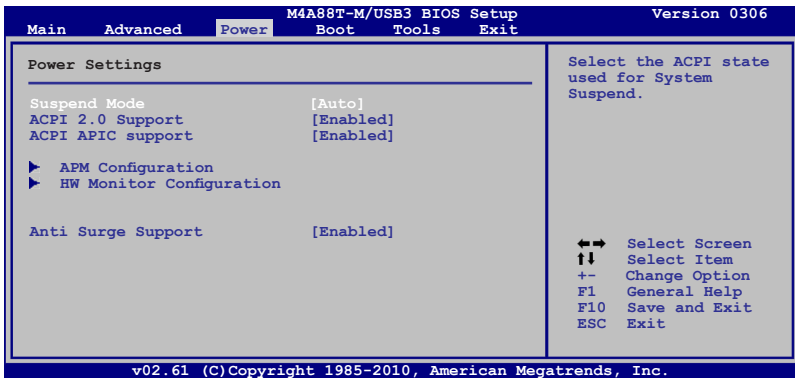 M4A88T-M/USB3 BIOS Setup Version 0306
Main Advanced Power Boot Tools Exit
Power Settings
Suspend Mode [Auto]
ACPI 2.0 Support [Enabled]
ACPI APIC support [Enabled]
APM Configuration
HW Monitor Configuration
Anti Surge Support [Enabled]
Select the ACPI state
used for System
Suspend.
←→ Select Screen
↑↓ Select Item
+- Change Option
F1 General Help
F10 Save and Exit
ESC Exit
v02.61 (C)Copyright 1985-2010, American Megatrends, Inc.